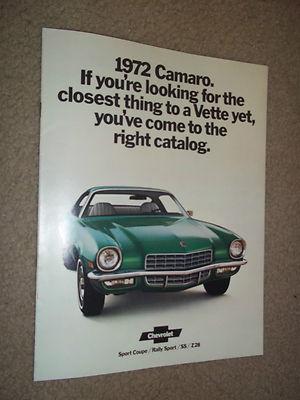 1972 Camaro.
If you're looking for the
closest thing to a Vette yet,
you've come to the
right catalog.
Chevrolet
Sport Coupe / Rally Sport / SS / Z28